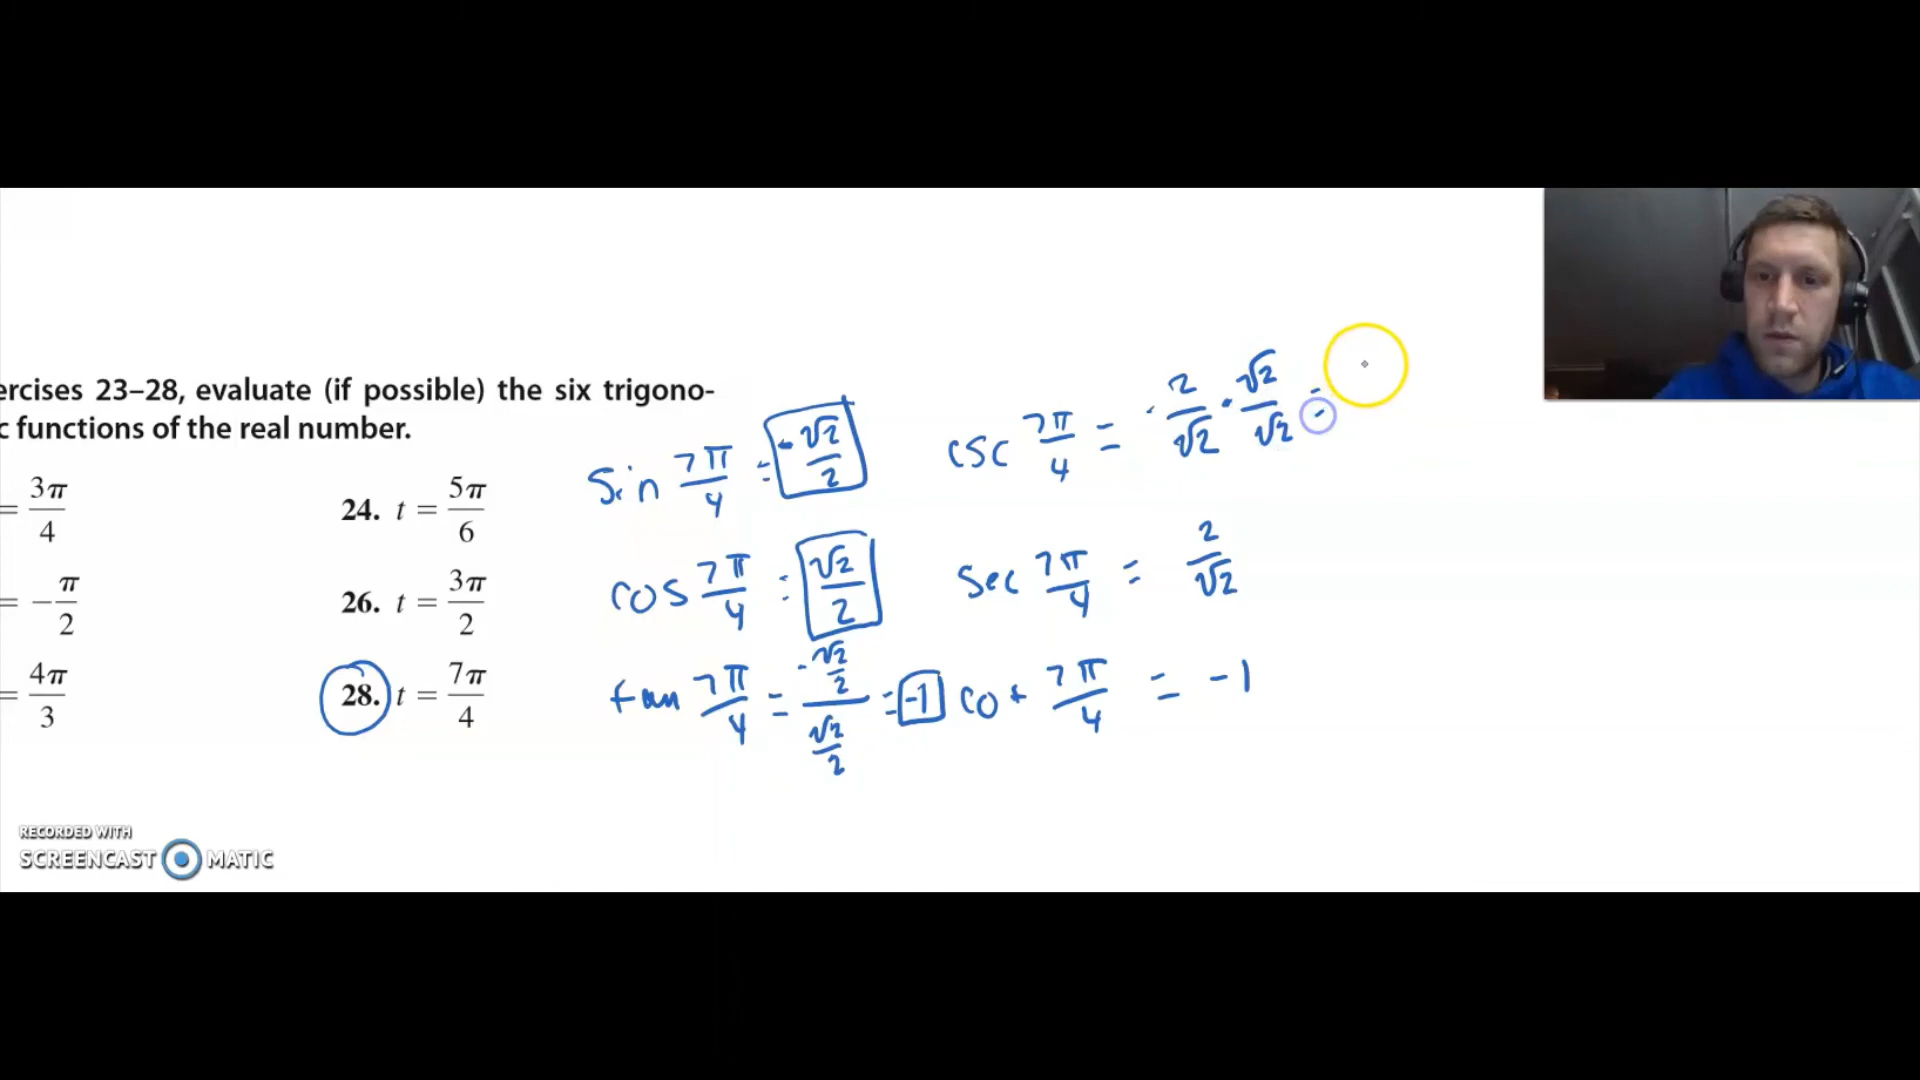 ercises 23–28, evaluate (if possible) the six trigono-
c functions of the real number.
= 3π/4
24. t = 5π/6
= -π/2
26. t = 3π/2
= 4π/3
28. t = 7π/4
sin 7π/4 = -√2/2
csc 7π/4 = -2/√2 · √2/√2 =
cos 7π/4 = √2/2
sec 7π/4 = 2/√2
tan 7π/4 = (-√2/2)/(√2/2) = -1
cot 7π/4 = -1
RECORDED WITH
SCREENCAST MATIC